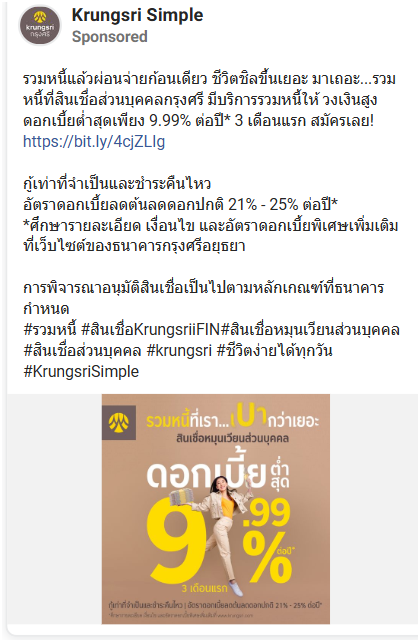 Krungsri Simple
Sponsored
krungsri
กรุงศรี
รวมหนี้แล้วผ่อนจ่ายก้อนเดียว ชีวิตชิลขึ้นเยอะ มาเถอะ...รวม
หนี้ที่สินเชื่อส่วนบุคคลกรุงศรี มีบริการรวมหนี้ให้ วงเงินสูง
ดอกเบี้ยต่ำสุดเพียง 9.99% ต่อปี* 3 เดือนแรก สมัครเลย!
https://bit.ly/4cjZLIg
กู้เท่าที่จำเป็นและชำระคืนไหว
อัตราดอกเบี้ยลดต้นลดดอกปกติ 21% - 25% ต่อปี*
*ศึกษารายละเอียด เงื่อนไข และอัตราดอกเบี้ยพิเศษเพิ่มเติม
ที่เว็บไซต์ของธนาคารกรุงศรีอยุธยา
การพิจารณาอนุมัติสินเชื่อเป็นไปตามหลักเกณฑ์ที่ธนาคาร
กำหนด
#รวมหนี้ #สินเชื่อKrungsriiFIN#สินเชื่อหมุนเวียนส่วนบุคคล
#สินเชื่อส่วนบุคคล #krungsri #ชีวิตง่ายได้ทุกวัน
#KrungsriSimple
รวมหนี้ที่เรา...เบากว่าเยอะ
สินเชื่อหมุนเวียนส่วนบุคคล
ดอกเบี้ยต่ำสุด
9.99%
ต่อปี*
3 เดือนแรก
กู้เท่าที่จำเป็นและชำระคืนไหว | อัตราดอกเบี้ยลดต้นลดดอกปกติ 21% - 25% ต่อปี*